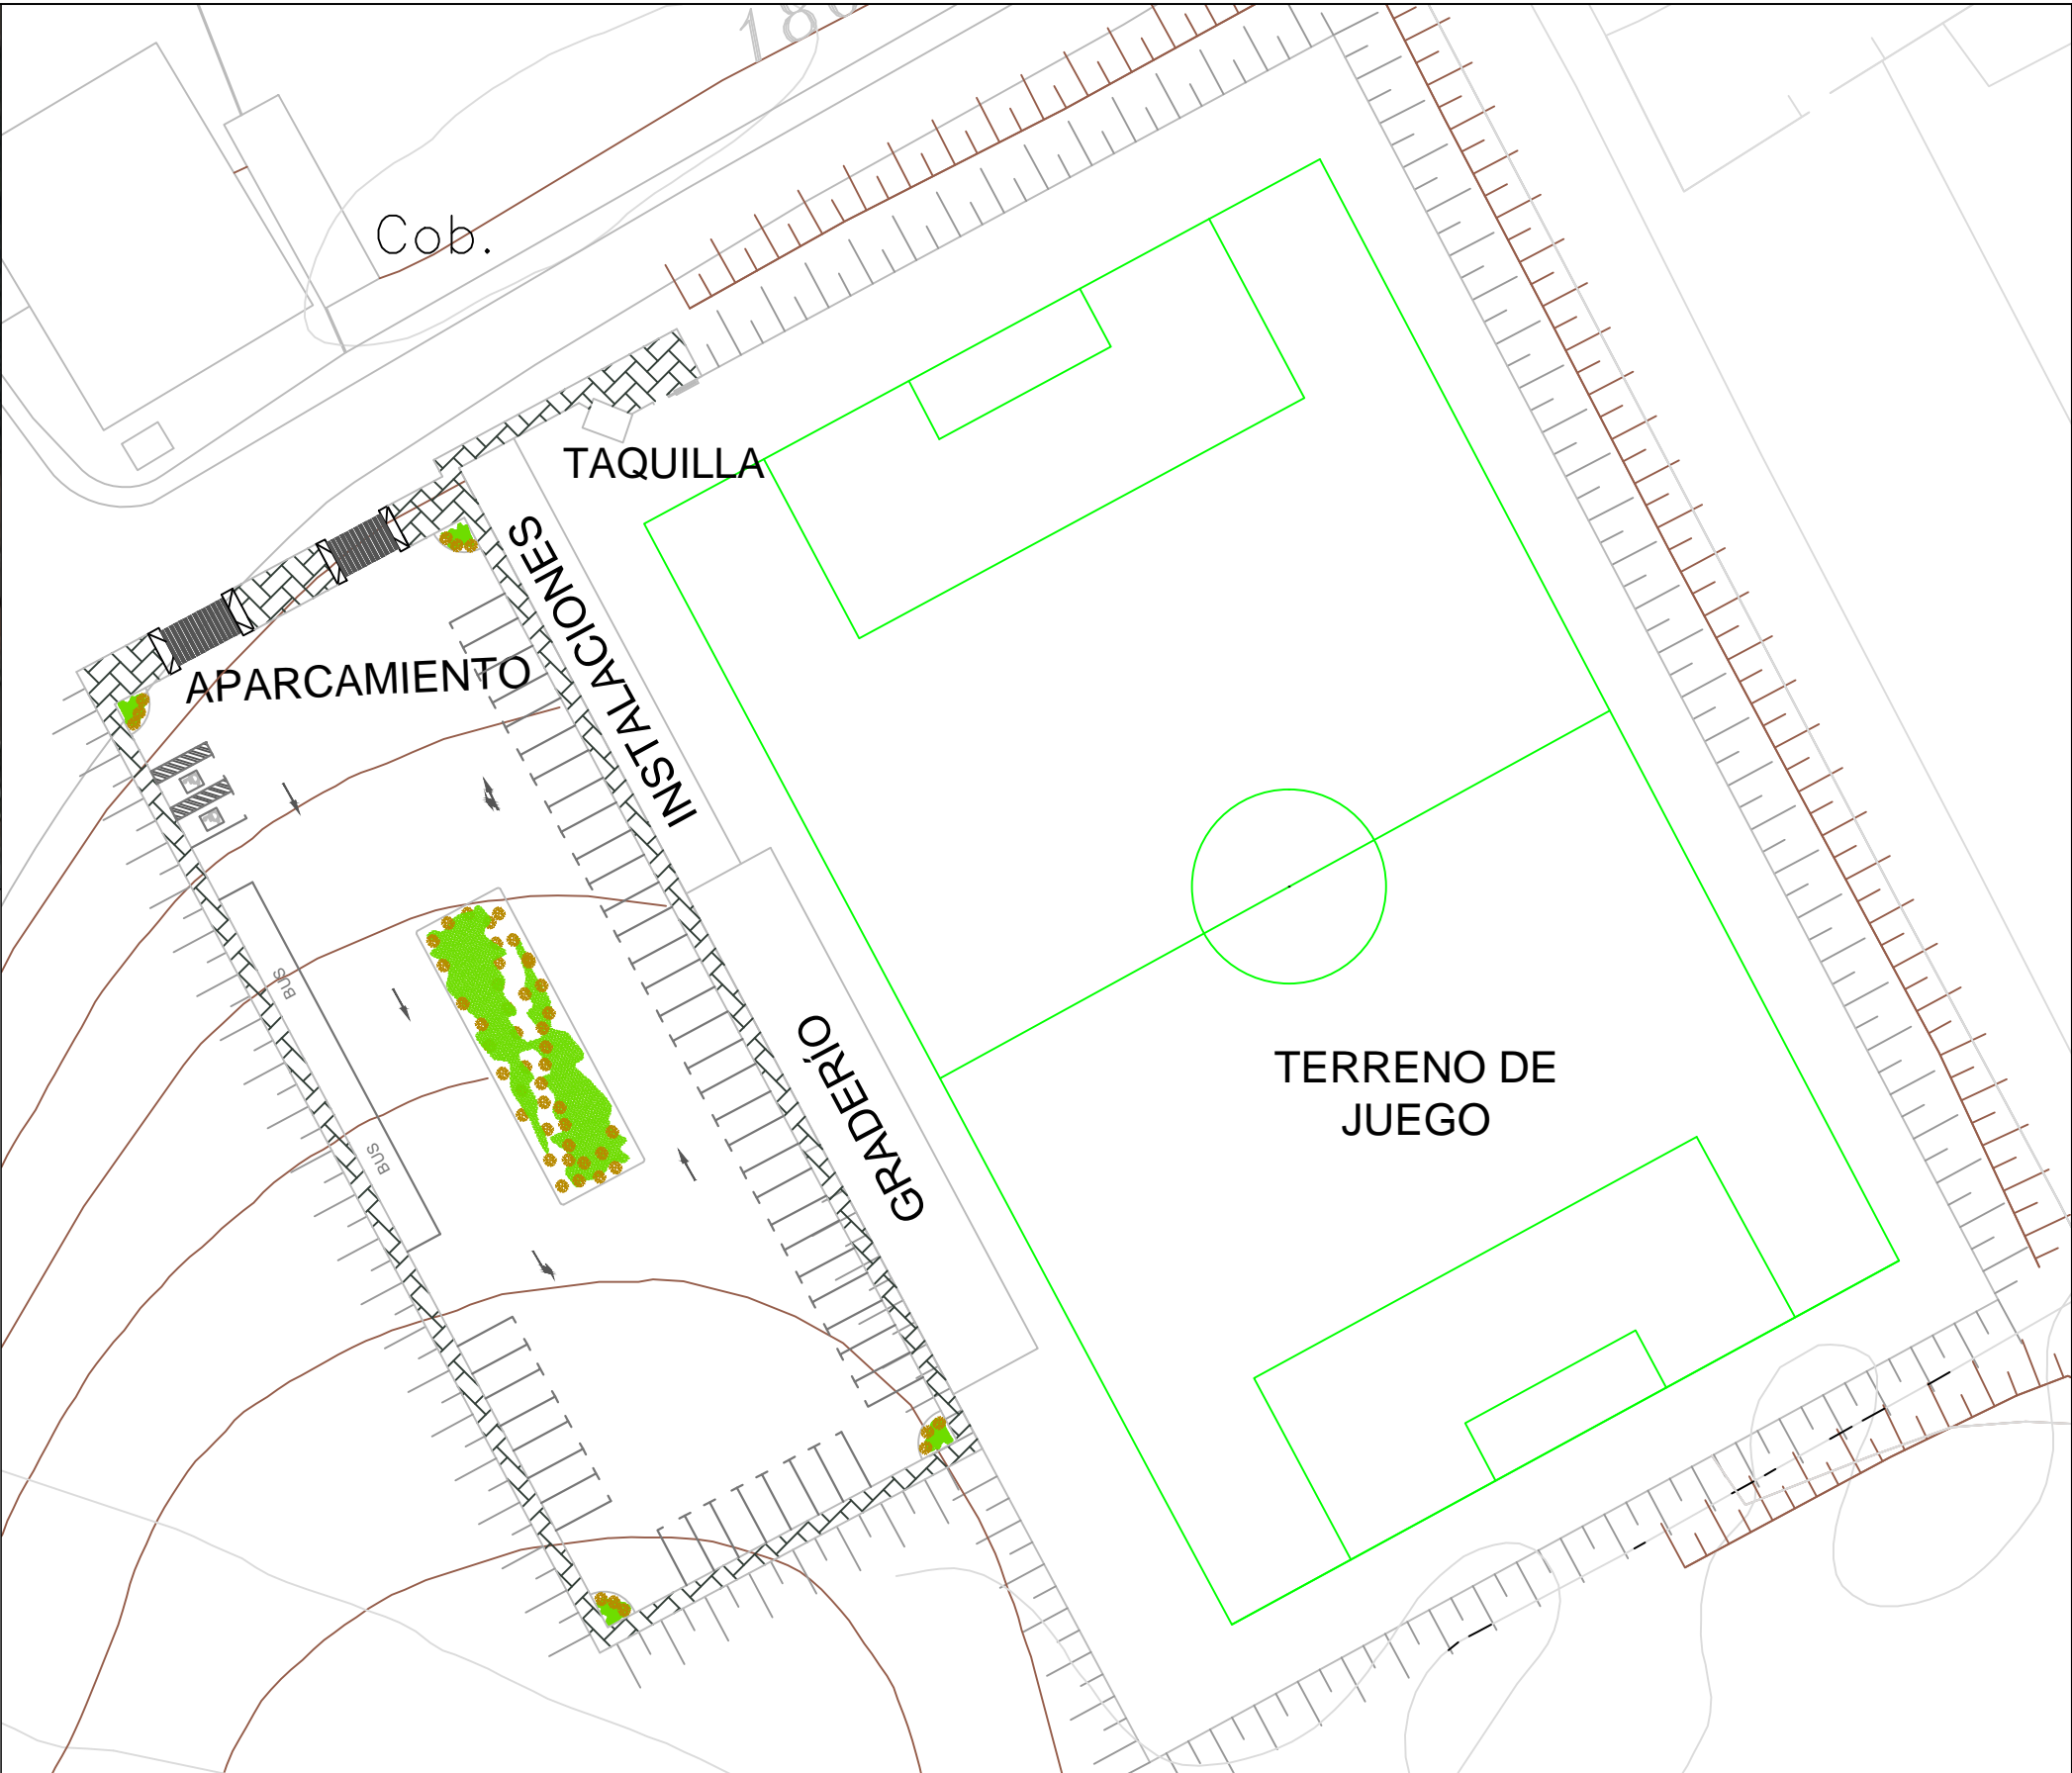 Cob.
TAQUILLA
INSTALACIONES
APARCAMIENTO
BUS
BUS
GRADERÍO
TERRENO DE
JUEGO